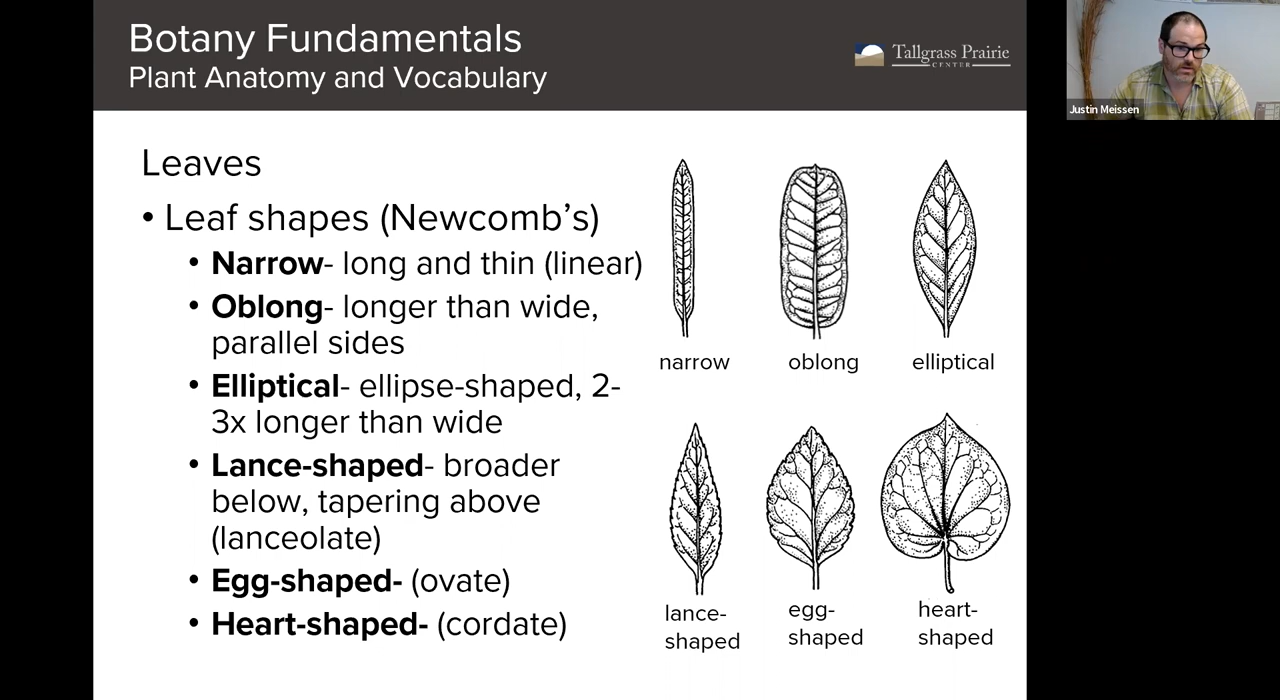 Botany Fundamentals
Plant Anatomy and Vocabulary
Tallgrass Prairie
CENTER
Justin Meissen
Leaves
• Leaf shapes (Newcomb’s)
• Narrow- long and thin (linear)
• Oblong- longer than wide,
parallel sides
• Elliptical- ellipse-shaped, 2-
3x longer than wide
• Lance-shaped- broader
below, tapering above
(lanceolate)
• Egg-shaped- (ovate)
• Heart-shaped- (cordate)
narrow
oblong
elliptical
lance-
shaped
egg-
shaped
heart-
shaped